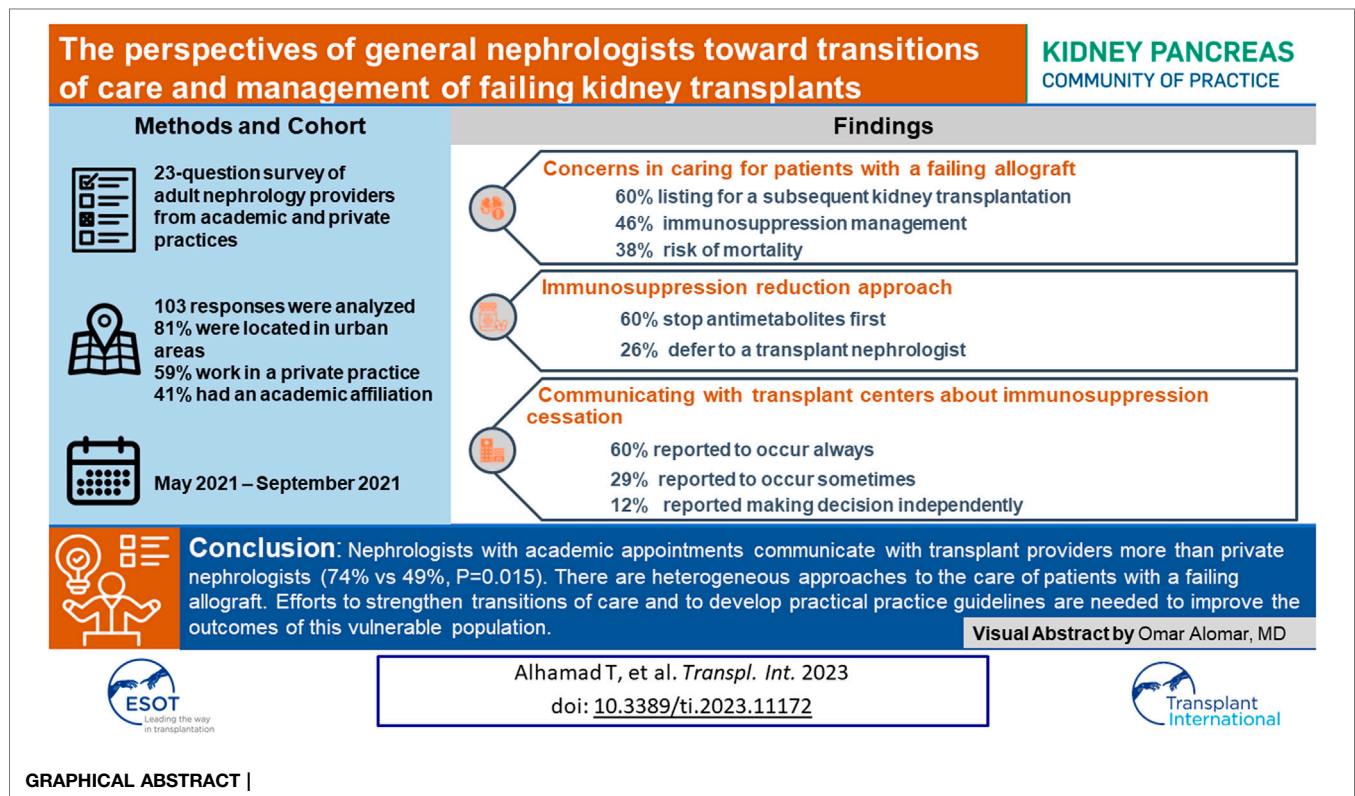 The perspectives of general nephrologists toward transitions
of care and management of failing kidney transplants
KIDNEY PANCREAS
COMMUNITY OF PRACTICE
Methods and Cohort
23-question survey of
adult nephrology providers
from academic and private
practices
103 responses were analyzed
81% were located in urban
areas
59% work in a private practice
41% had an academic affiliation
May 2021 – September 2021
Findings
Concerns in caring for patients with a failing allograft
60% listing for a subsequent kidney transplantation
46% immunosuppression management
38% risk of mortality
Immunosuppression reduction approach
60% stop antimetabolites first
26% defer to a transplant nephrologist
Communicating with transplant centers about immunosuppression
cessation
60% reported to occur always
29% reported to occur sometimes
12% reported making decision independently
Conclusion: Nephrologists with academic appointments communicate with transplant providers more than private
nephrologists (74% vs 49%, P=0.015). There are heterogeneous approaches to the care of patients with a failing
allograft. Efforts to strengthen transitions of care and to develop practical practice guidelines are needed to improve the
outcomes of this vulnerable population.
Visual Abstract by Omar Alomar, MD
ESOT
Leading the way
in transplantation
Alhamad T, et al. Transpl. Int. 2023
doi: 10.3389/ti.2023.11172
Transplant
International
GRAPHICAL ABSTRACT |